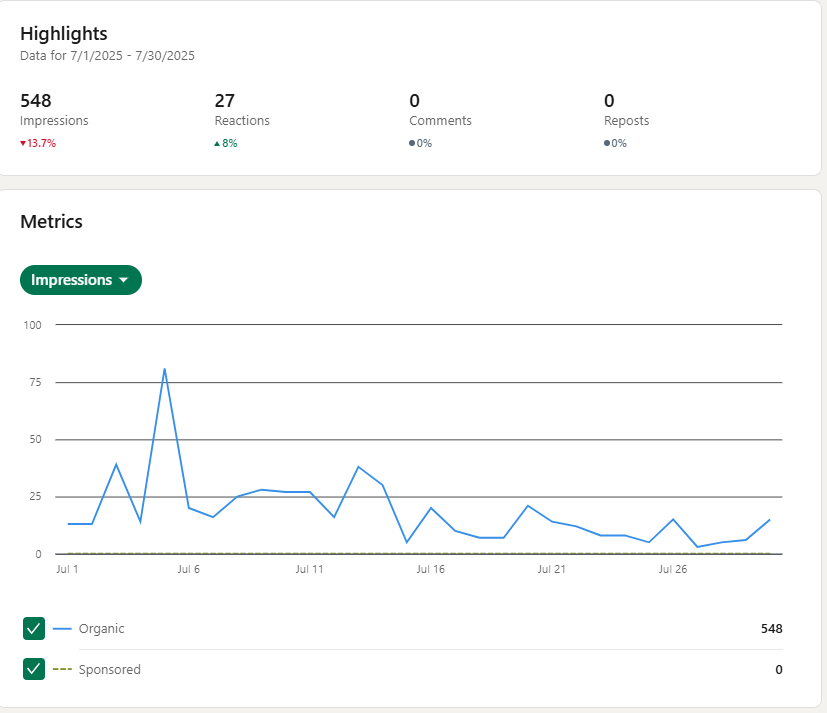 Highlights
Data for 7/1/2025 - 7/30/2025
548 27 0 0
Impressions Reactions Comments Reposts
▾13.7% ▴8% ●0% ●0%
Metrics
Impressions
100
75
50
25
0
Jul 1 Jul 6 Jul 11 Jul 16 Jul 21 Jul 26
Organic 548
Sponsored 0